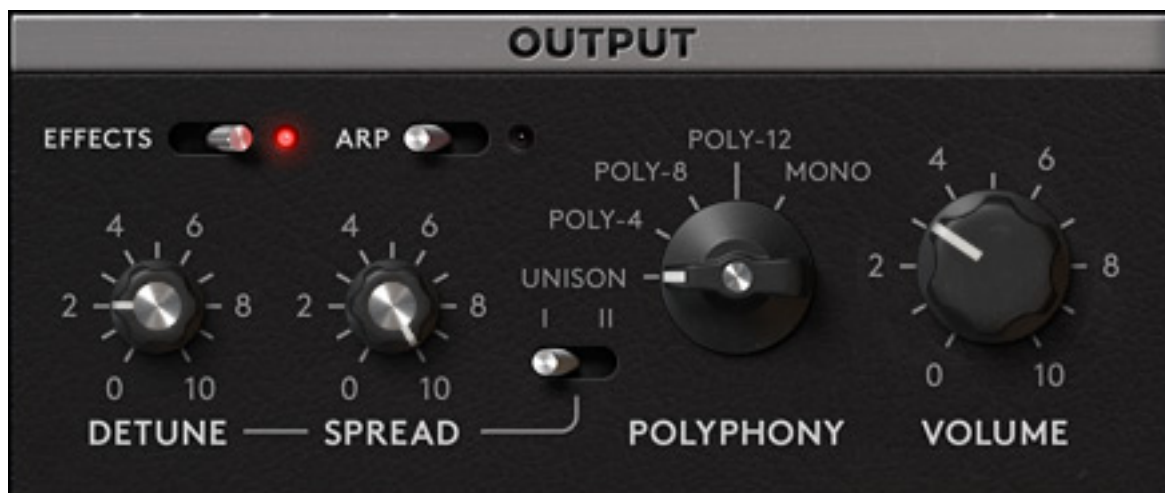 OUTPUT
EFFECTS ARP
POLY-12
POLY-8 MONO
POLY-4
UNISON
I II
4 6
2 8
0 10
4 6
2 8
0 10
4 6
2 8
0 10
DETUNE SPREAD POLYPHONY VOLUME